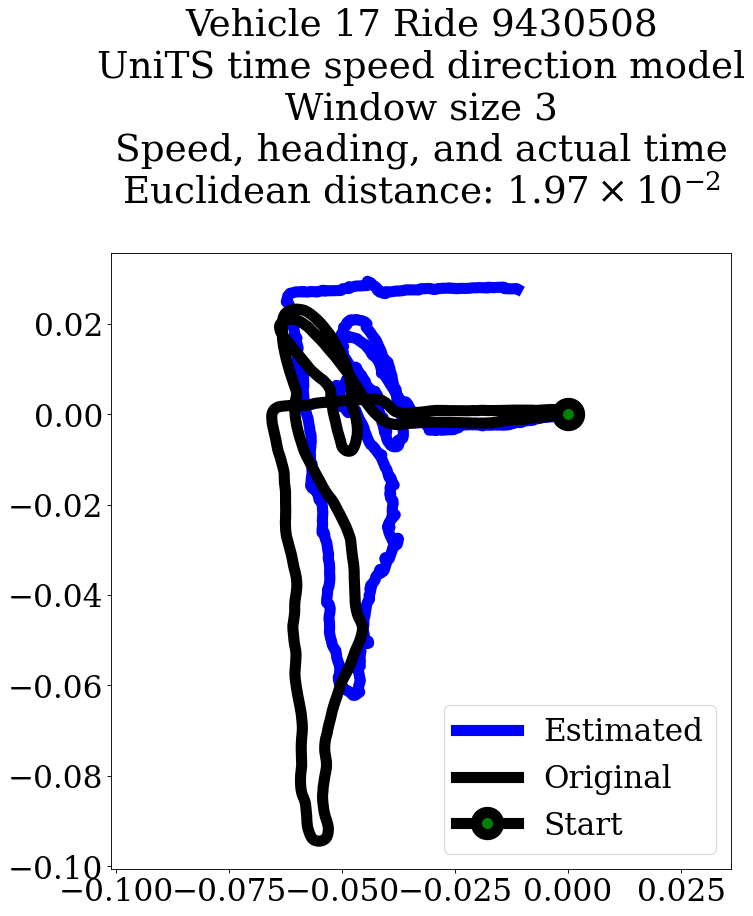 Vehicle 17 Ride 9430508
UniTS time speed direction model
Window size 3
Speed, heading, and actual time
Euclidean distance: 1.97 × 10⁻²
0.02
0.00
−0.02
−0.04
−0.06
−0.08
−0.10
Estimated
Original
Start
−0.100 −0.075 −0.050 −0.025 0.000 0.025